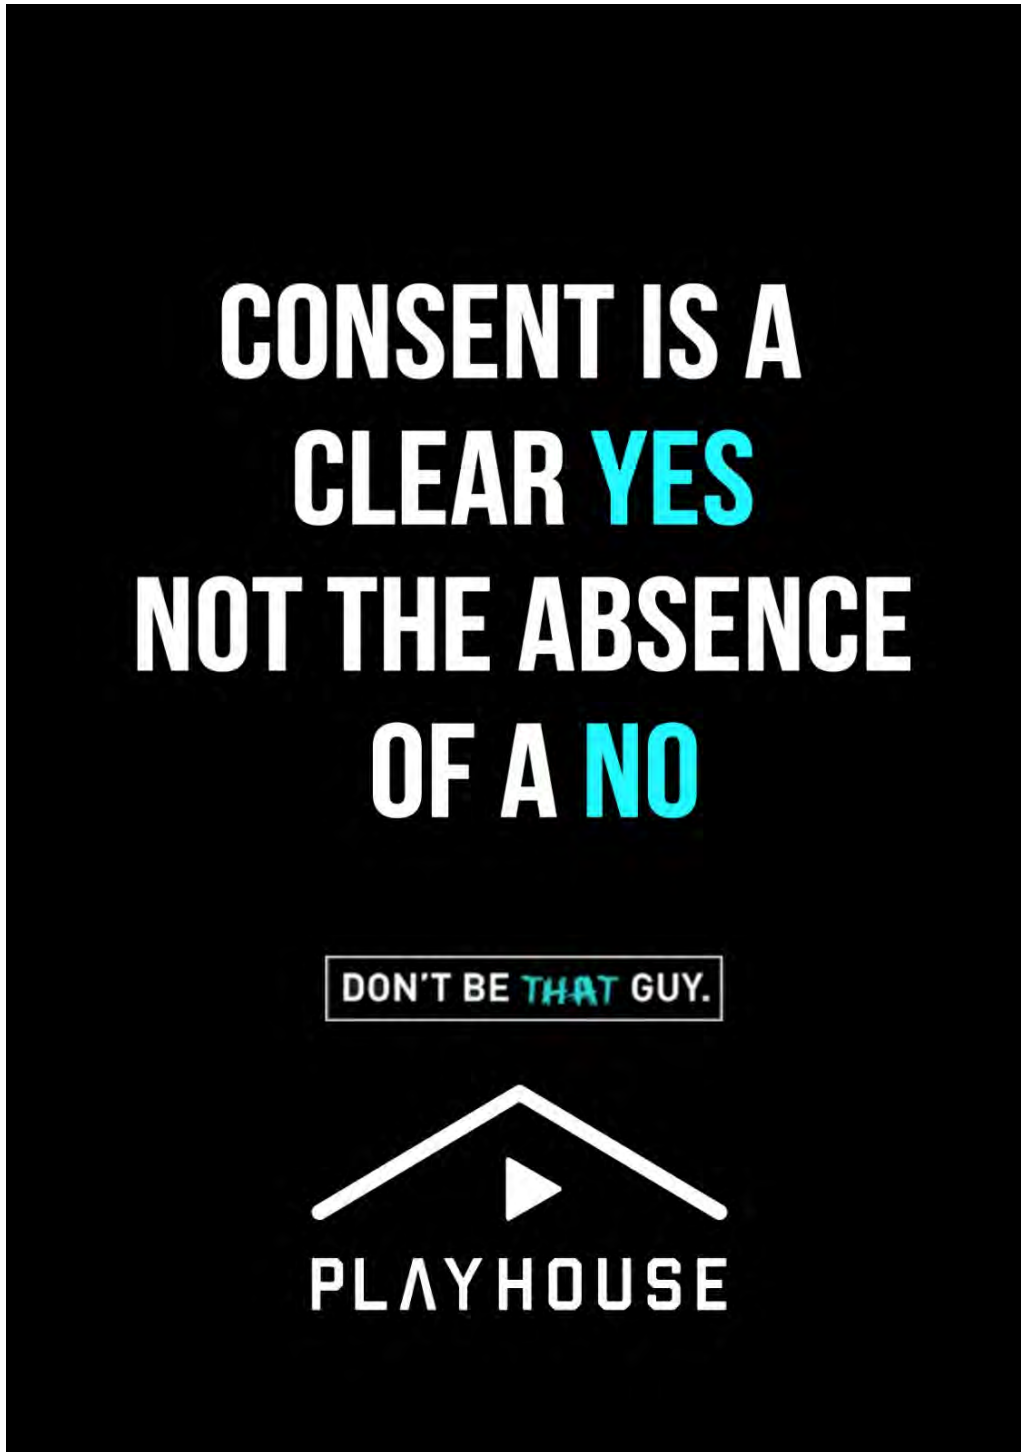 CONSENT IS A
CLEAR YES
NOT THE ABSENCE
OF A NO
DON'T BE THAT GUY.
PLAYHOUSE